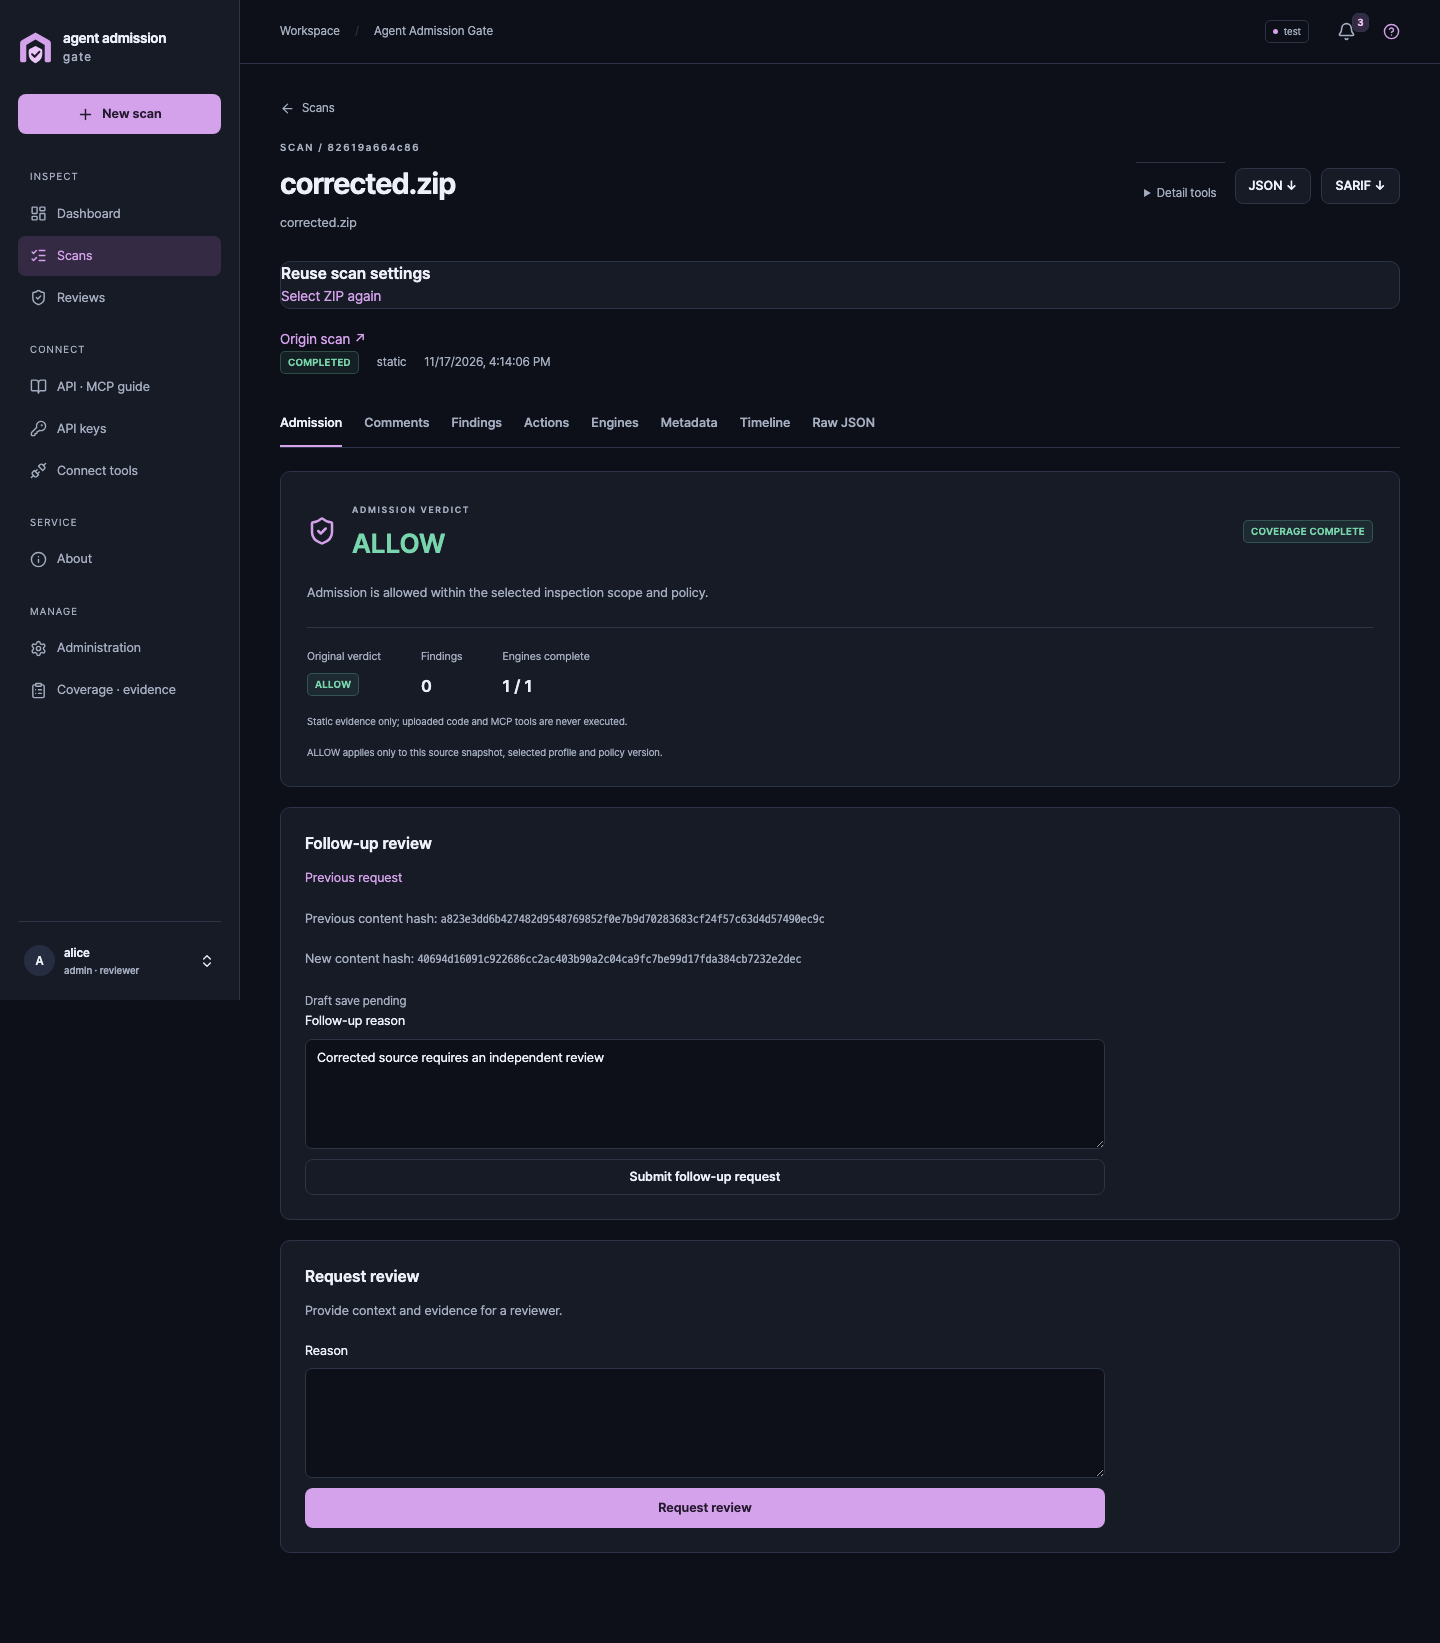 agent admission
gate
New scan
INSPECT
Dashboard
Scans
Reviews
CONNECT
API · MCP guide
API keys
Connect tools
SERVICE
About
MANAGE
Administration
Coverage · evidence
A
alice
admin · reviewer
Workspace / Agent Admission Gate
test
3
← Scans
SCAN / 82619a664c86
corrected.zip
corrected.zip
▶ Detail tools
JSON ↓
SARIF ↓
Reuse scan settings
Select ZIP again
Origin scan ↗
COMPLETED static 11/17/2026, 4:14:06 PM
Admission Comments Findings Actions Engines Metadata Timeline Raw JSON
ADMISSION VERDICT
ALLOW
COVERAGE COMPLETE
Admission is allowed within the selected inspection scope and policy.
Original verdict Findings Engines complete
ALLOW 0 1 / 1
Static evidence only; uploaded code and MCP tools are never executed.
ALLOW applies only to this source snapshot, selected profile and policy version.
Follow-up review
Previous request
Previous content hash: a823e3dd6b427482d9548769852f0e7b9d70283683cf24f57c63d4d57490ec9c
New content hash: 40694d16091c922686cc2ac403b90a2c04ca9fc7be99d17fda384cb7232e2dec
Draft save pending
Follow-up reason
Corrected source requires an independent review
Submit follow-up request
Request review
Provide context and evidence for a reviewer.
Reason
Request review